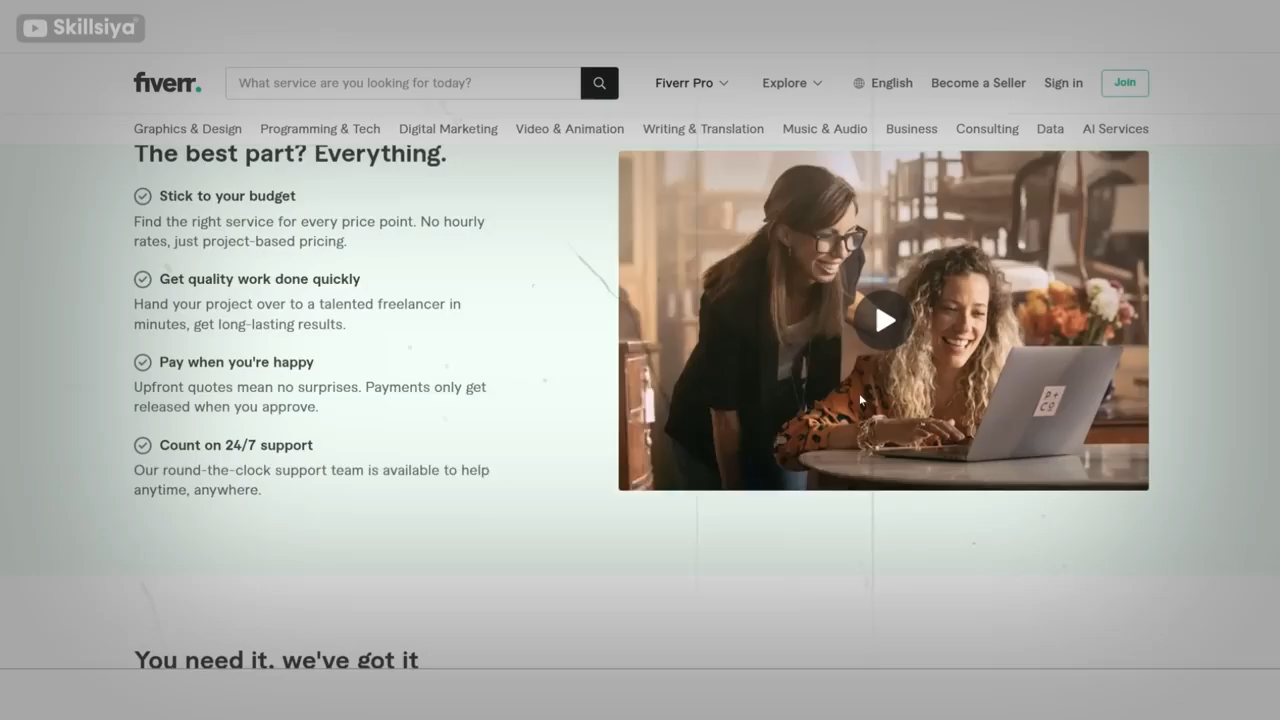 Skillsiya
fiverr.
What service are you looking for today?
Fiverr Pro
Explore
English
Become a Seller
Sign in
Join
Graphics & Design
Programming & Tech
Digital Marketing
Video & Animation
Writing & Translation
Music & Audio
Business
Consulting
Data
AI Services
The best part? Everything.
Stick to your budget
Find the right service for every price point. No hourly
rates, just project-based pricing.
Get quality work done quickly
Hand your project over to a talented freelancer in
minutes, get long-lasting results.
Pay when you're happy
Upfront quotes mean no surprises. Payments only get
released when you approve.
Count on 24/7 support
Our round-the-clock support team is available to help
anytime, anywhere.
You need it, we've got it